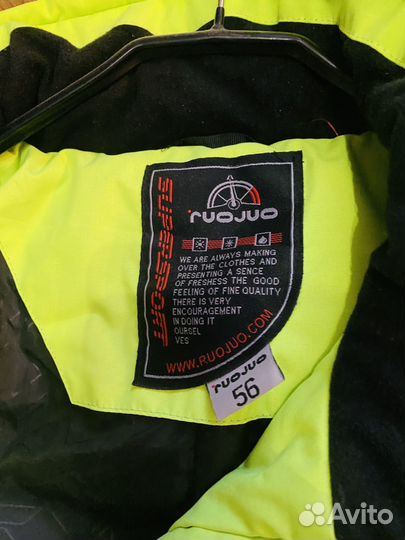 RUOJUO
SUPERSPORT
WE ARE ALWAYS MAKING
OVER THE CLOTHES AND
PRESENTING A SENCE
OF FRESHESS THE GOOD
FEELING OF FINE QUALITY
THERE IS VERY
ENCOURAGEMENT
IN DOING IT
OURSEL
VES
WWW.RUOJUO.COM
RUOJUO
56
Avito